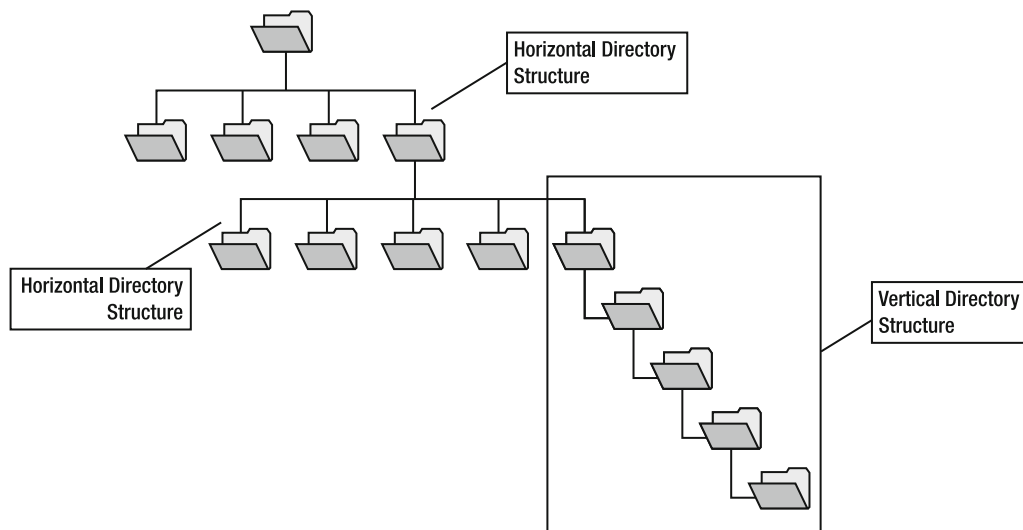 Horizontal Directory
Structure
Horizontal Directory
Structure
Vertical Directory
Structure